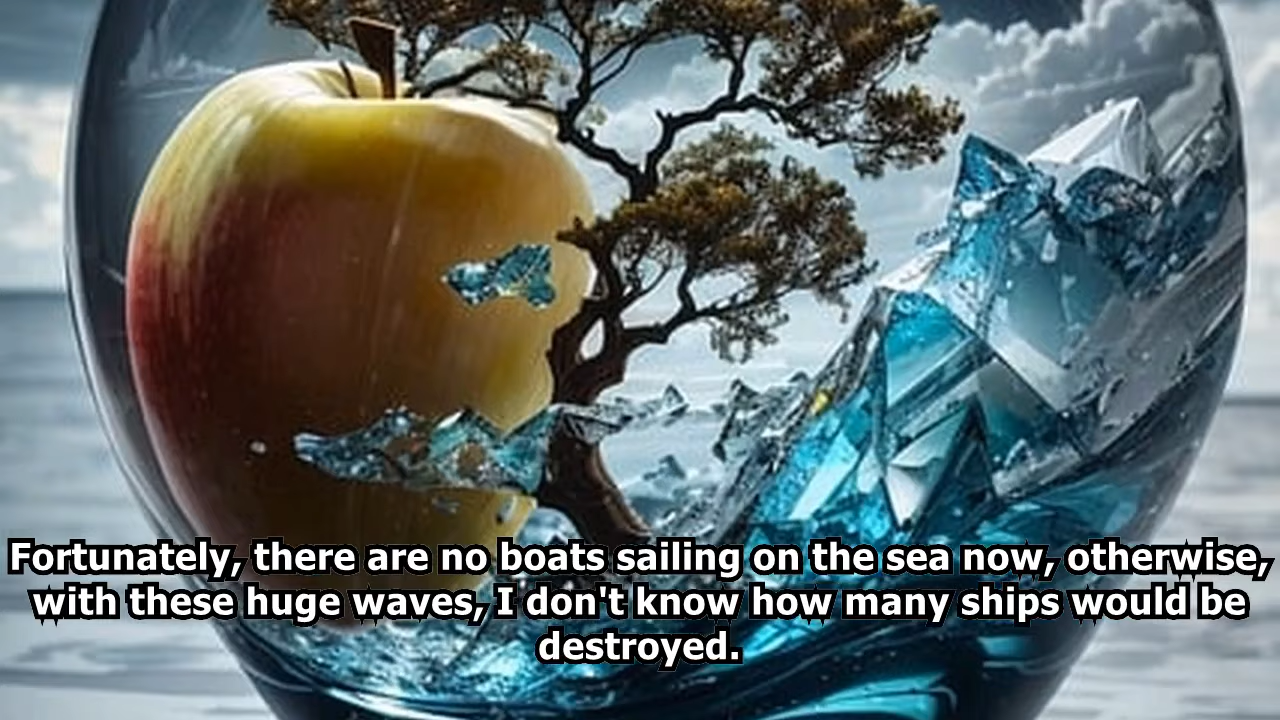 Fortunately, there are no boats sailing on the sea now, otherwise,
with these huge waves, I don't know how many ships would be
destroyed.